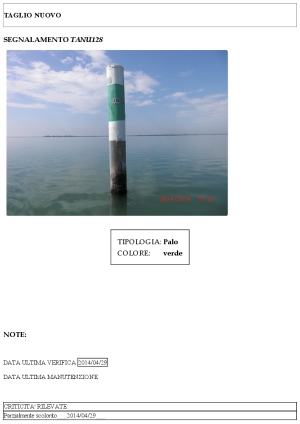 TAGLIO NUOVO
SEGNALAMENTO TANU128
TIPOLOGIA: Palo
COLORE: verde
NOTE:
DATA ULTIMA VERIFICA 2014/04/29
DATA ULTIMA MANUTENZIONE
CRITICITA' RILEVATE
Parzialmente scolorito 2014/04/29